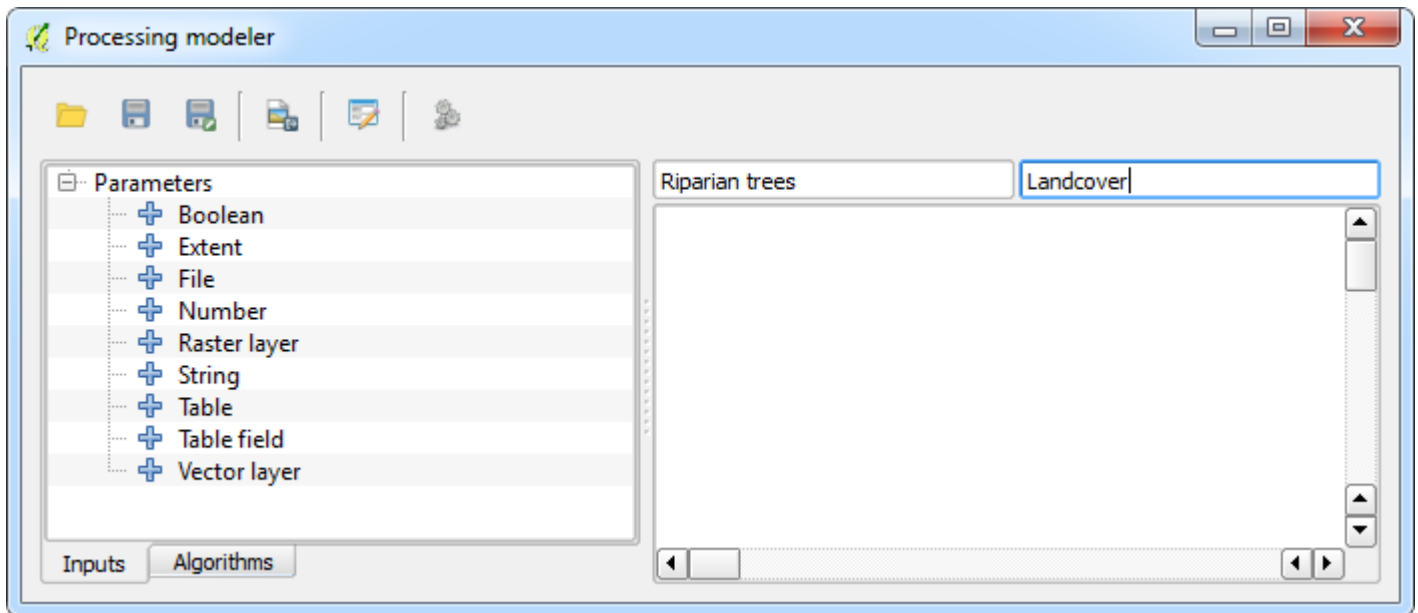 Processing modeler
Parameters
Boolean
Extent
File
Number
Raster layer
String
Table
Table field
Vector layer
Inputs Algorithms
Riparian trees Landcover